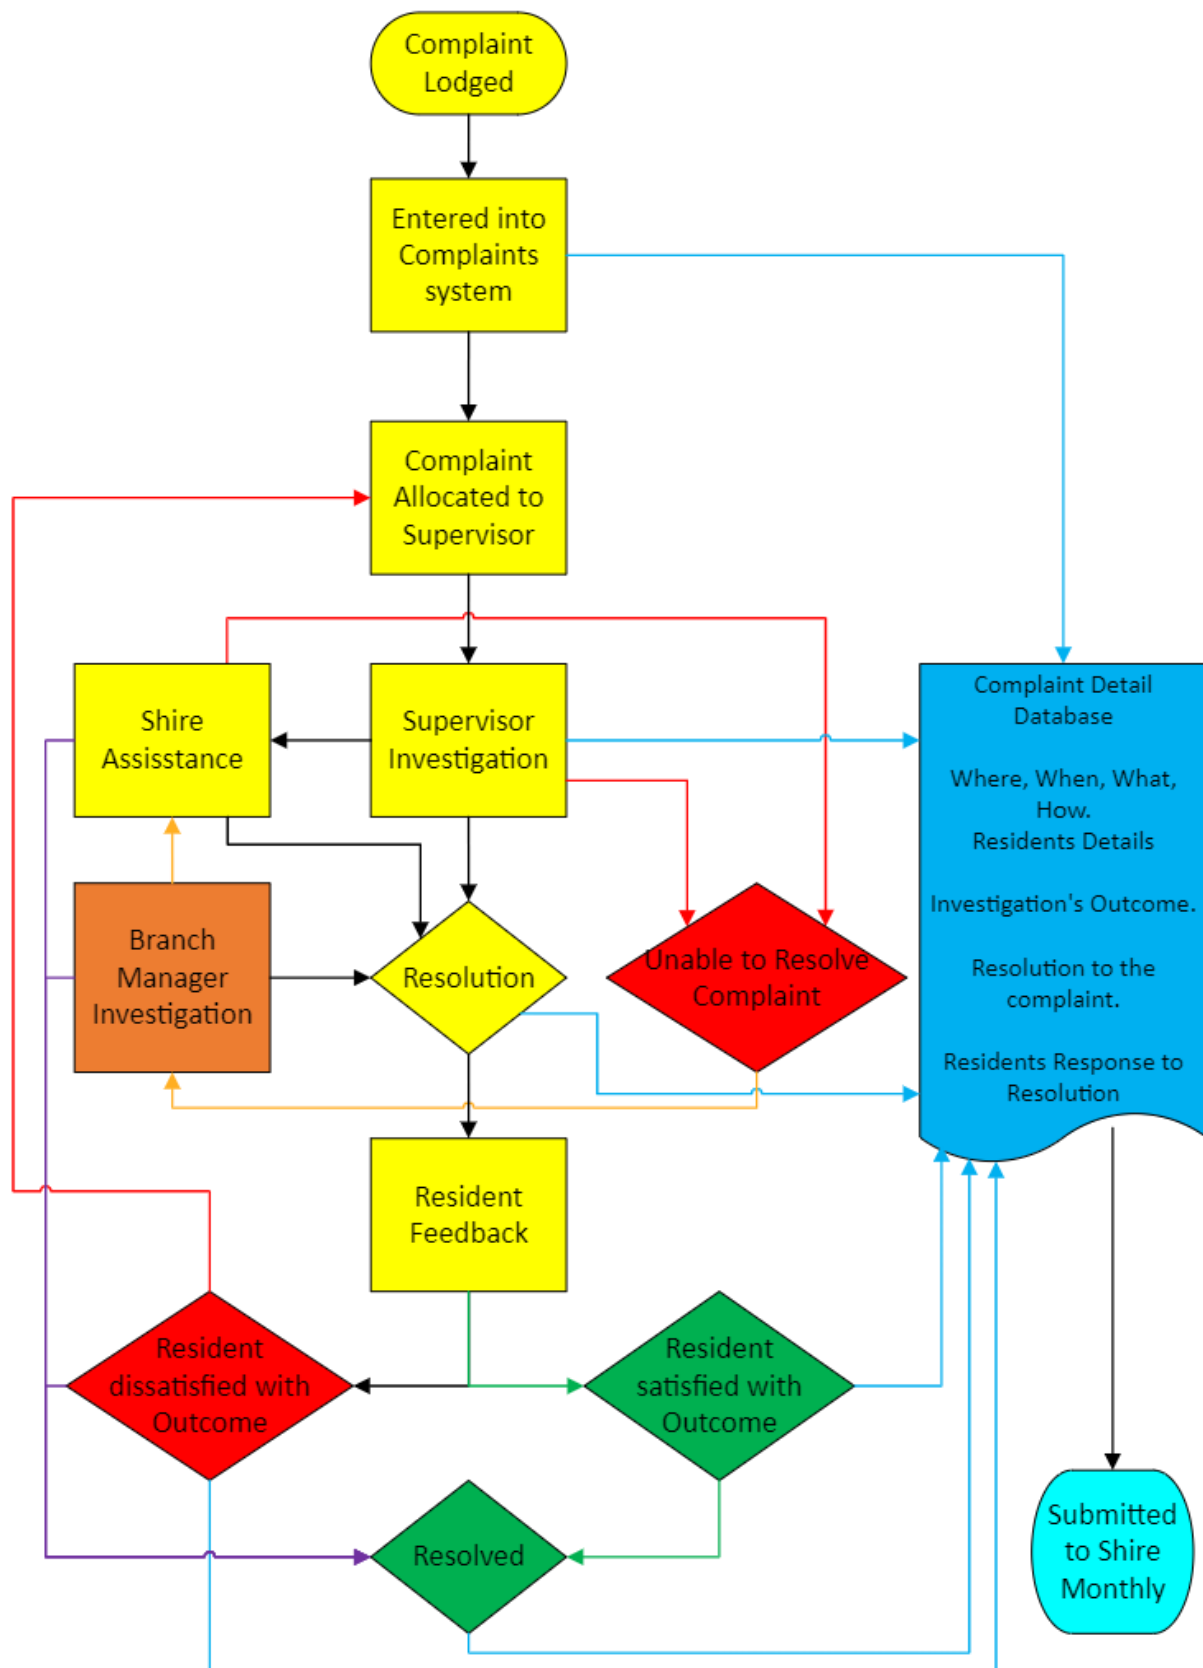 Complaint
Lodged
Entered into
Complaints
system
Complaint
Allocated to
Supervisor
Shire
Assisstance
Supervisor
Investigation
Complaint Detail
Database
Where, When, What,
How.
Residents Details
Investigation's Outcome.
Resolution to the
complaint.
Residents Response to
Resolution
Branch
Manager
Investigation
Resolution
Unable to Resolve
Complaint
Resident
Feedback
Resident
dissatisfied with
Outcome
Resident
satisfied with
Outcome
Resolved
Submitted
to Shire
Monthly